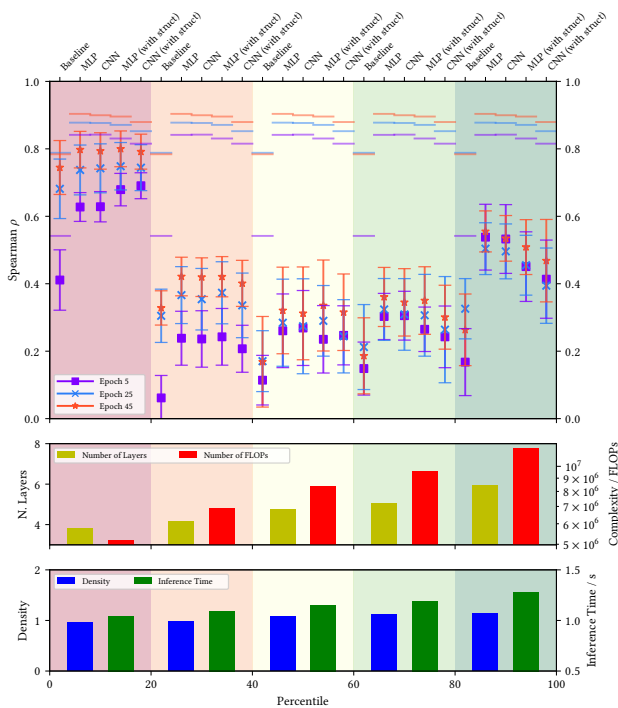 Baseline MLP CNN MLP (with struct) CNN (with struct) Baseline MLP CNN MLP (with struct) CNN (with struct) Baseline MLP CNN MLP (with struct) CNN (with struct) Baseline MLP CNN MLP (with struct) CNN (with struct) Baseline MLP CNN MLP (with struct) CNN (with struct)
1.0 1.0
0.8 0.8
0.6 0.6
Spearman ρ
0.4 0.4
0.2 0.2
0.0 0.0
Epoch 5
Epoch 25
Epoch 45
8
6
4
N. Layers
Number of Layers Number of FLOPs
10⁷
9 × 10⁶
8 × 10⁶
7 × 10⁶
6 × 10⁶
5 × 10⁶
Complexity / FLOPs
2
1
0
Density
Density Inference Time
1.5
1.0
0.5
Inference Time / s
0 20 40 60 80 100
Percentile